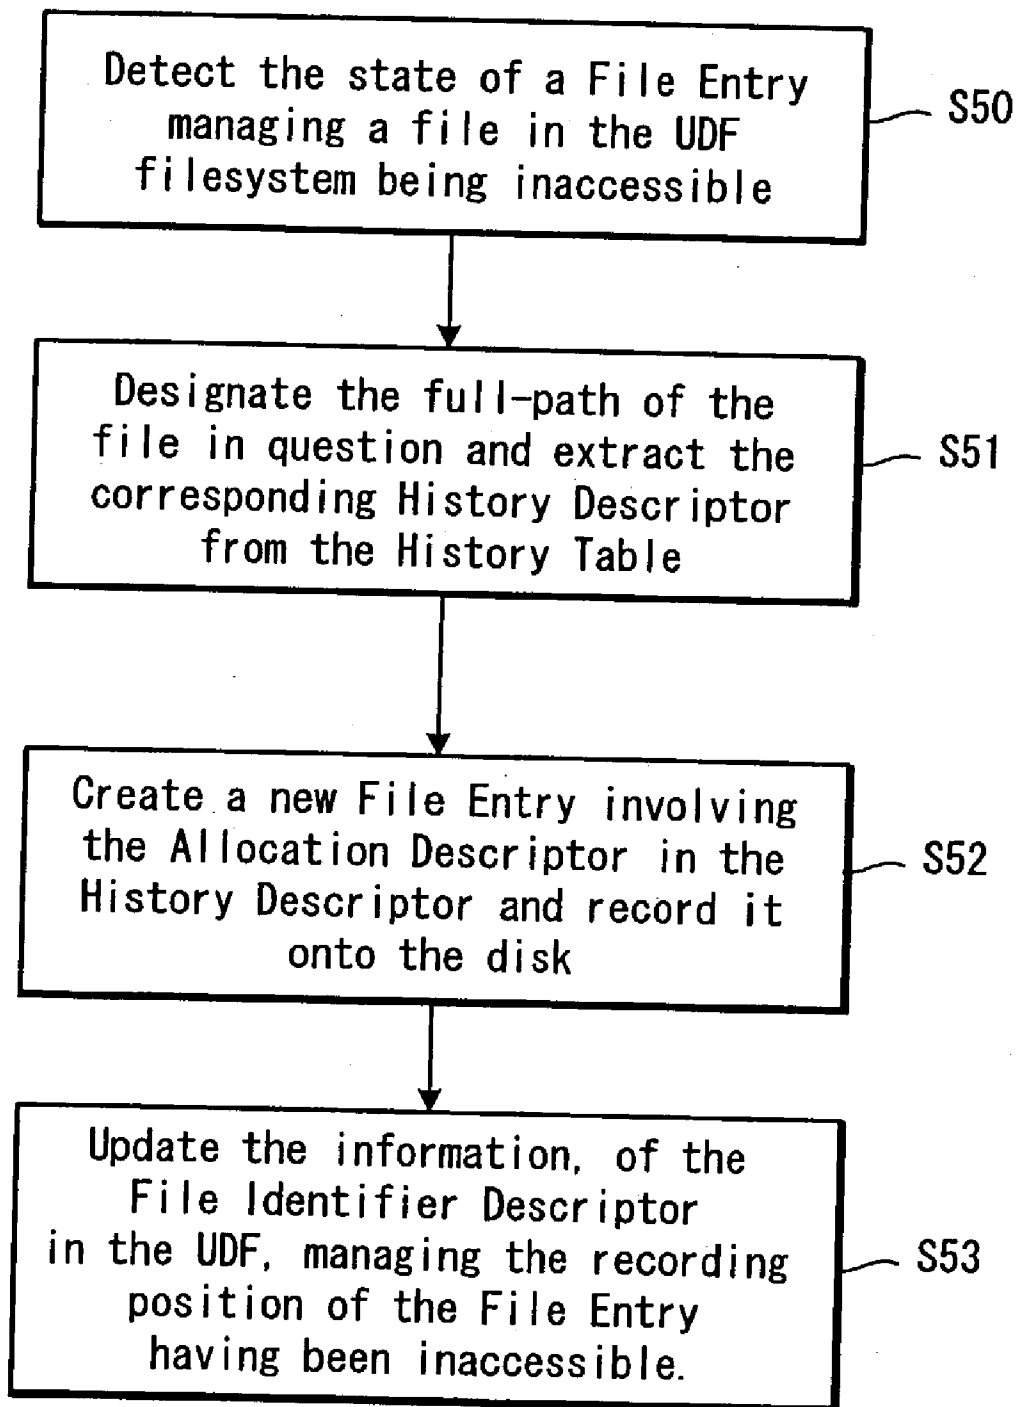 Detect the state of a File Entry
managing a file in the UDF
filesystem being inaccessible
S50
Designate the full-path of the
file in question and extract the
corresponding History Descriptor
from the History Table
S51
Create a new File Entry involving
the Allocation Descriptor in the
History Descriptor and record it
onto the disk
S52
Update the information, of the
File Identifier Descriptor
in the UDF, managing the recording
position of the File Entry
having been inaccessible.
S53